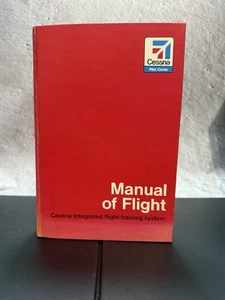 Cessna
Pilot Center
Manual
of Flight
Cessna integrated flight training system